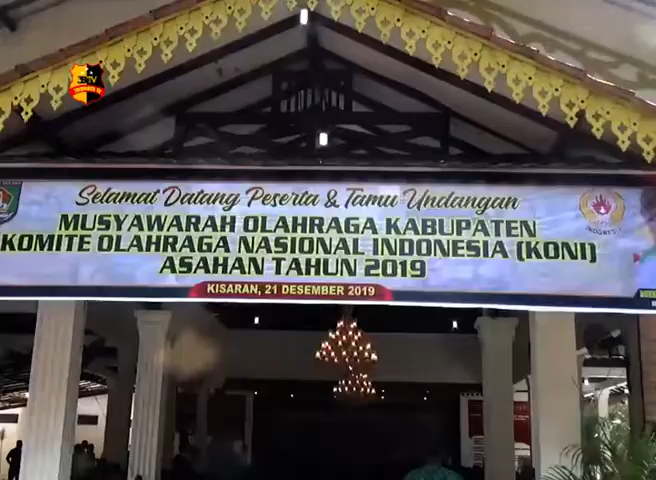 Selamat Datang Peserta & Tamu Undangan
MUSYAWARAH OLAHRAGA KABUPATEN
KOMITE OLAHRAGA NASIONAL INDONESIA (KONI)
ASAHAN TAHUN 2019
KISARAN, 21 DESEMBER 2019
INDONESIA